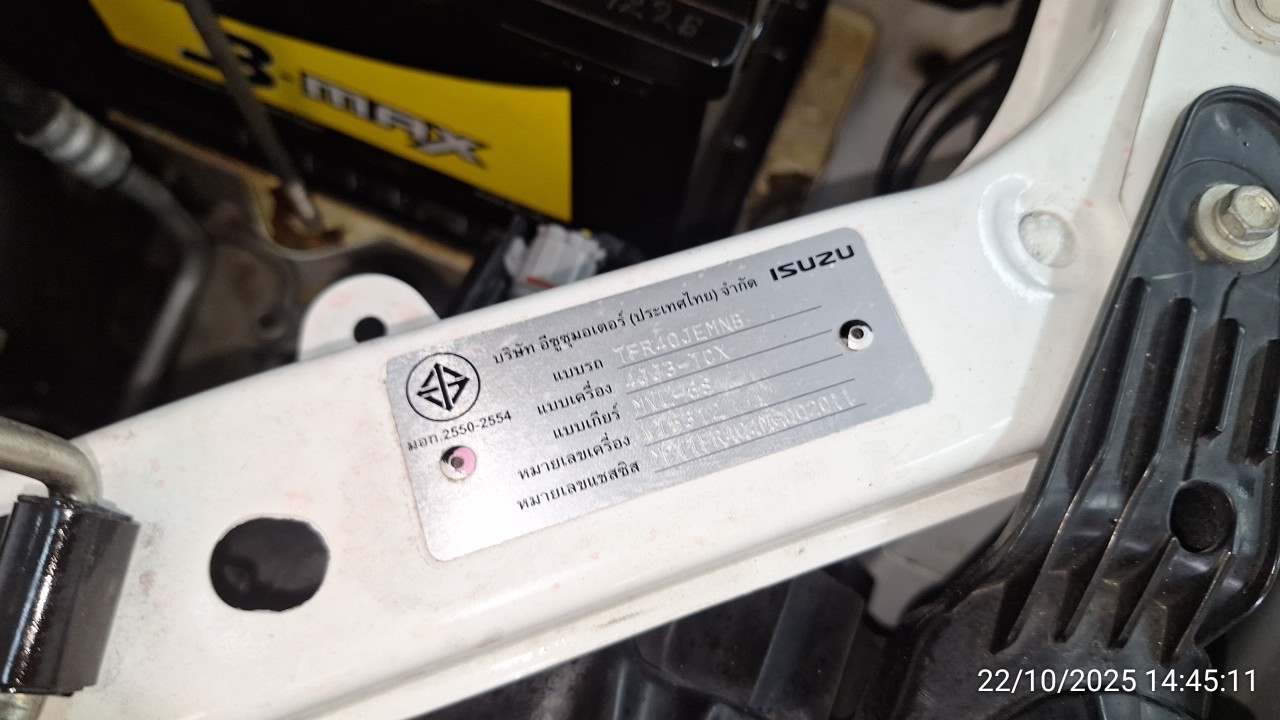 3-MAX
บริษัท อีซูซุมอเตอร์ (ประเทศไทย) จำกัด ISUZU
แบบรถ TFR40JEMNB
แบบเครื่อง 4JJ3-TCX
แบบเกียร์
หมายเลขเครื่อง
หมายเลขแชสซิส
มอก.2550-2554
22/10/2025 14:45:11